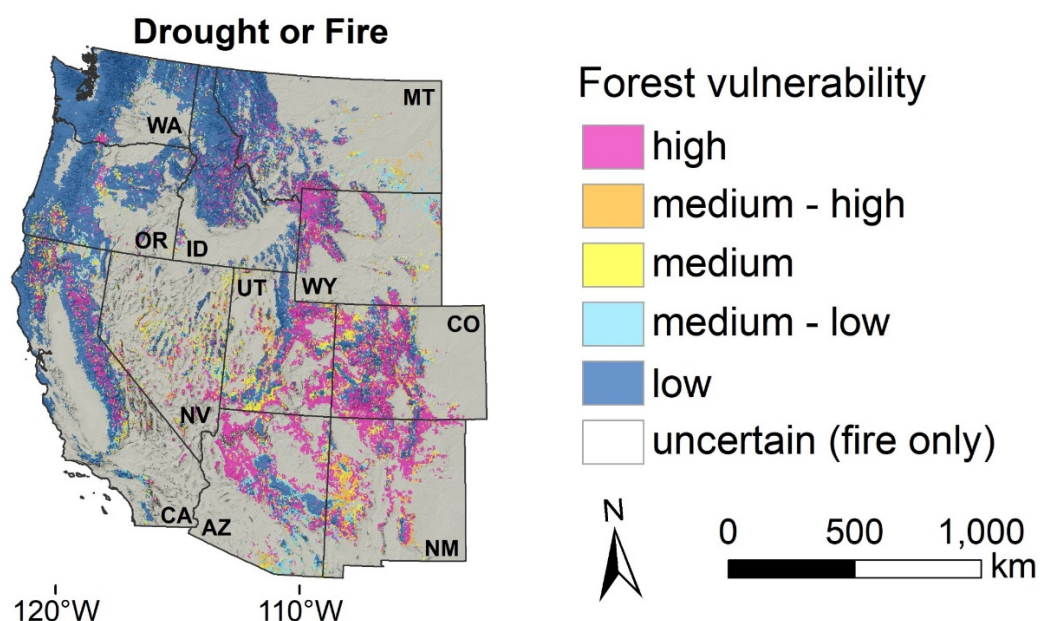 Drought or Fire
MT
WA
OR
ID
WY
UT
CO
NV
CA
AZ
NM
120°W
110°W
Forest vulnerability
high
medium - high
medium
medium - low
low
uncertain (fire only)
N
0 500 1,000
km